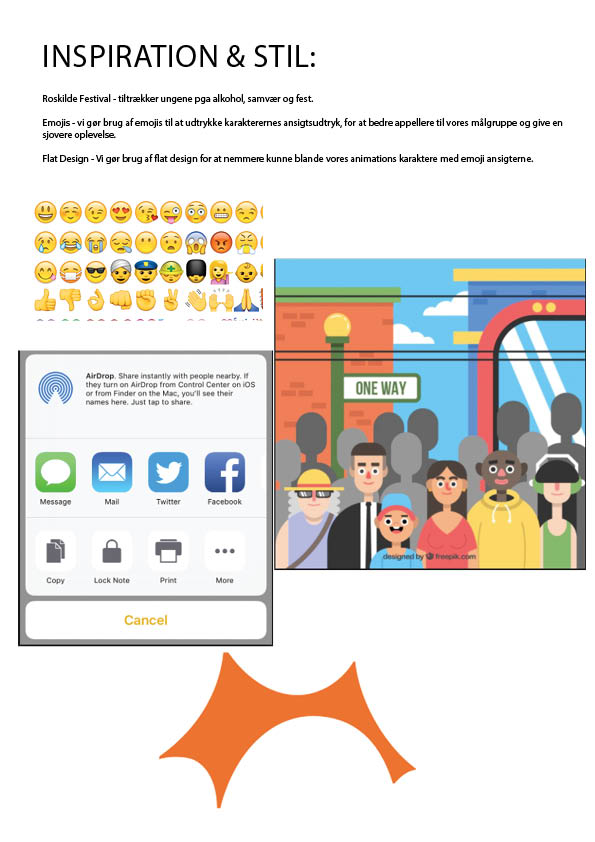 INSPIRATION & STIL:
Roskilde Festival - tiltrækker ungene pga alkohol, samvær og fest.
Emojis - vi gør brug af emojis til at udtrykke karakterernes ansigtsudtryk, for at bedre appellere til vores målgruppe og give en
sjovere oplevelse.
Flat Design - Vi gør brug af flat design for at nemmere kunne blande vores animations karaktere med emoji ansigterne.
ONE WAY
designed by freepik.com
AirDrop. Share instantly with people nearby. If
they turn on AirDrop from Control Center on iOS
or from Finder on the Mac, you'll see their
names here. Just tap to share.
Message Mail Twitter Facebook
Copy Lock Note Print More
Cancel